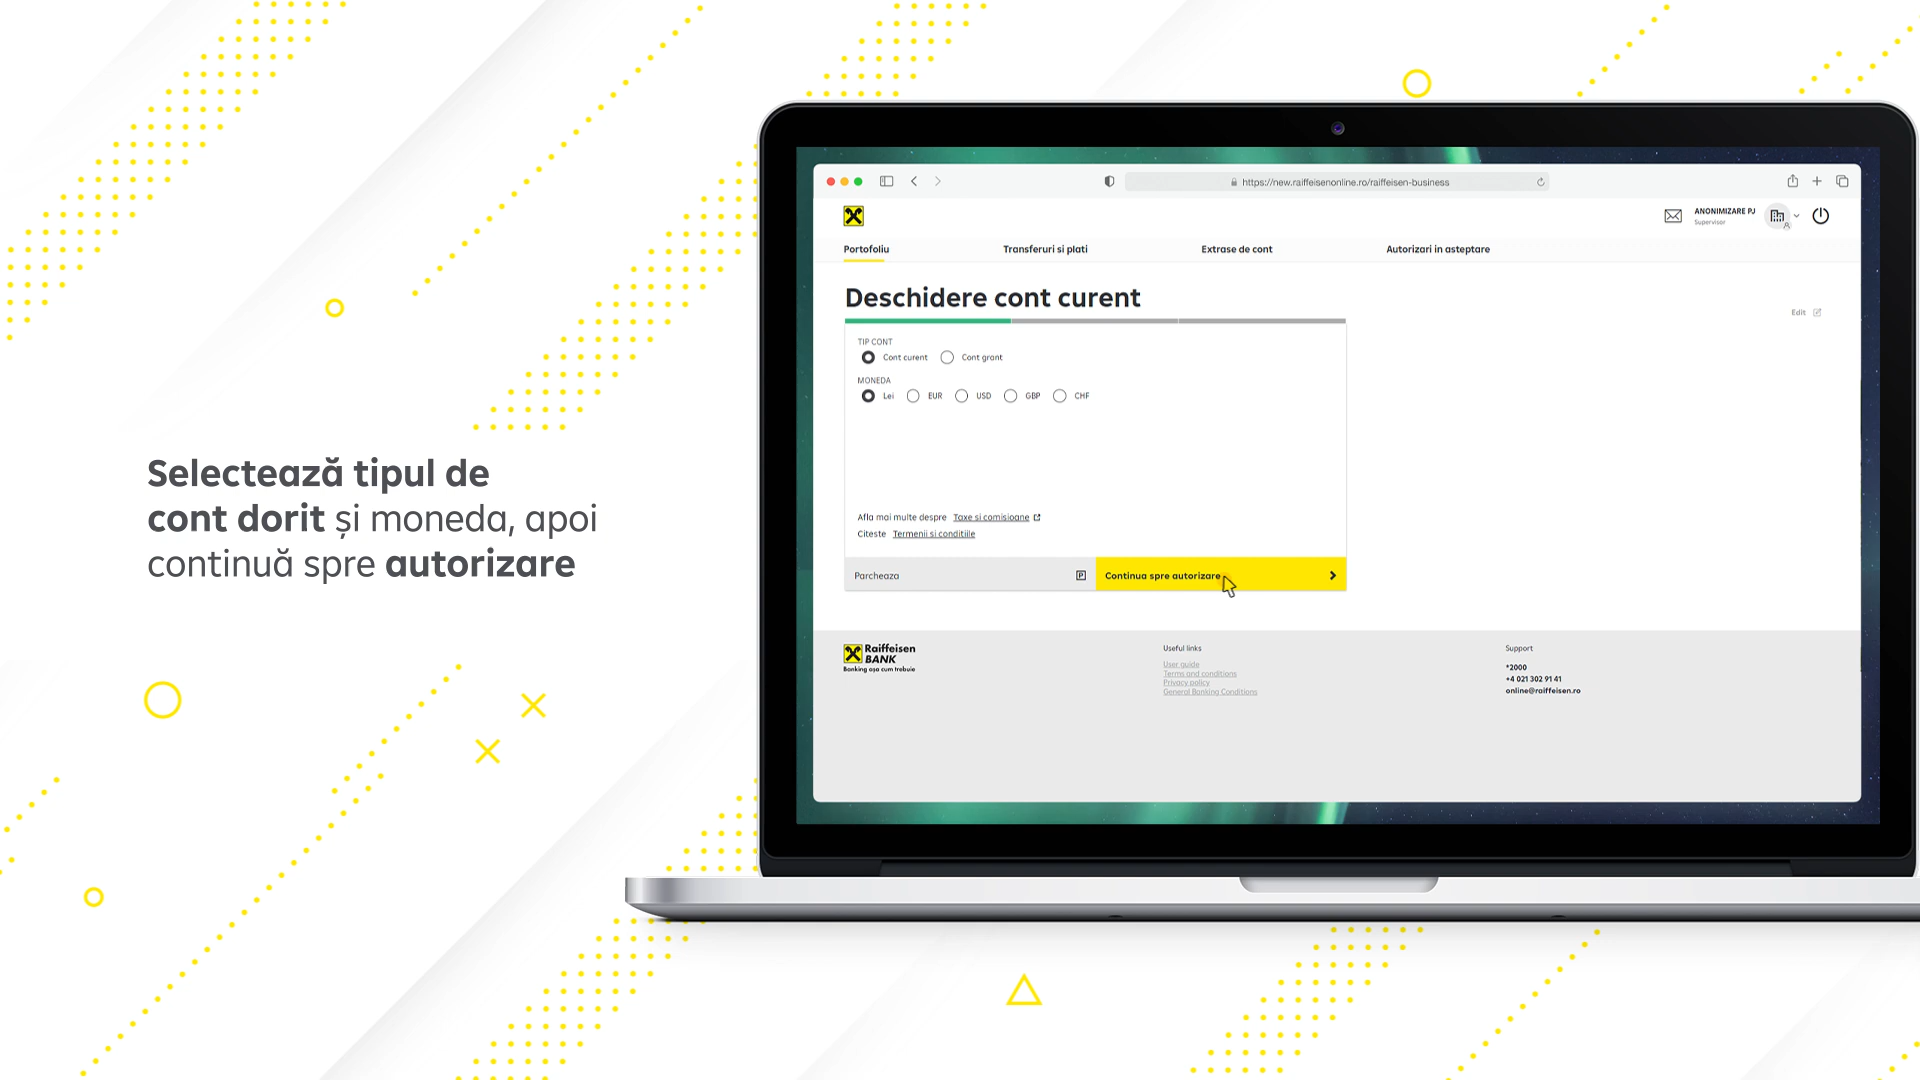 Selectează tipul de
cont dorit și moneda, apoi
continuă spre autorizare
https://new.raiffeisenonline.ro/raiffeisen-business
ANONIMIZARE PJ
Supervisor
Portofoliu
Transferuri si plati
Extrase de cont
Autorizari in asteptare
Deschidere cont curent
Edit
TIP CONT
Cont curent
Cont grant
MONEDA
Lei
EUR
USD
GBP
CHF
Afla mai multe despre Taxe si comisioane
Citeste Termenii si conditiile
Parcheaza
P
Continua spre autorizare
Raiffeisen
BANK
Banking așa cum trebuie
Useful links
User guide
Terms and conditions
Privacy policy
General Banking Conditions
Support
*2000
+4 021 302 91 41
online@raiffeisen.ro